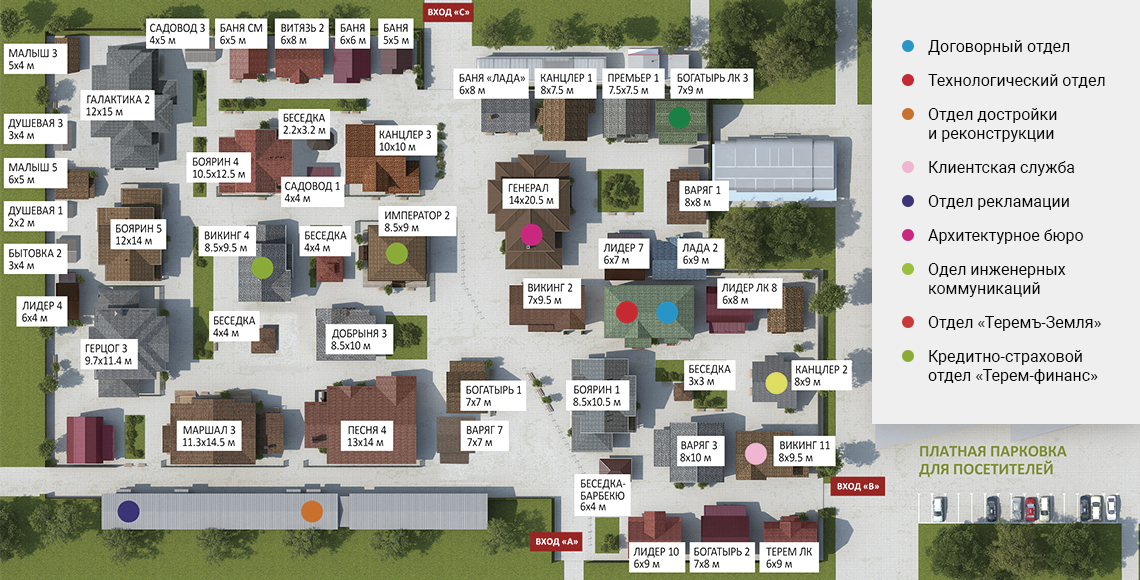 ВХОД «С»
САДОВОД 3
4x5 м
БАНЯ СМ
6x5 м
ВИТЯЗЬ 2
6x8 м
БАНЯ
6x6 м
БАНЯ
5x5 м
МАЛЫШ 3
5x4 м
ГАЛАКТИКА 2
12x15 м
ДУШЕВАЯ 3
3x4 м
МАЛЫШ 5
6x5 м
ДУШЕВАЯ 1
2x2 м
БЫТОВКА 2
3x4 м
ЛИДЕР 4
6x4 м
БЕСЕДКА
2.2x3.2 м
КАНЦЛЕР 3
10x10 м
БОЯРИН 4
10.5x12.5 м
САДОВОД 1
4x4 м
БОЯРИН 5
12x14 м
ВИКИНГ 4
8.5x9.5 м
БЕСЕДКА
4x4 м
ИМПЕРАТОР 2
8.5x9 м
БЕСЕДКА
4x4 м
ДОБРЫНЯ 3
8.5x10 м
ГЕРЦОГ 3
9.7x11.4 м
МАРШАЛ 3
11.3x14.5 м
ПЕСНЯ 4
13x14 м
БОГАТЫРЬ 1
7x7 м
ВАРЯГ 7
7x7 м
БАНЯ «ЛАДА»
6x8 м
КАНЦЛЕР 1
8x7.5 м
ПРЕМЬЕР 1
7.5x7.5 м
БОГАТЫРЬ ЛК 3
7x9 м
ГЕНЕРАЛ
14x20.5 м
ВАРЯГ 1
8x8 м
ЛИДЕР 7
6x7 м
ЛАДА 2
6x9 м
ВИКИНГ 2
7x9.5 м
ЛИДЕР ЛК 8
6x8 м
БОЯРИН 1
8.5x10.5 м
БЕСЕДКА
3x3 м
КАНЦЛЕР 2
8x9 м
ВАРЯГ 3
8x10 м
ВИКИНГ 11
8x9.5 м
БЕСЕДКА-
БАРБЕКЮ
6x4 м
ВХОД «В»
ВХОД «А»
ЛИДЕР 10
6x9 м
БОГАТЫРЬ 2
7x8 м
ТЕРЕМ ЛК
6x9 м
Договорный отдел
Технологический отдел
Отдел достройки
и реконструкции
Клиентская служба
Отдел рекламации
Архитектурное бюро
Одел инженерных
коммуникаций
Отдел «Теремъ-Земля»
Кредитно-страховой
отдел «Терем-финанс»
ПЛАТНАЯ ПАРКОВКА
ДЛЯ ПОСЕТИТЕЛЕЙ